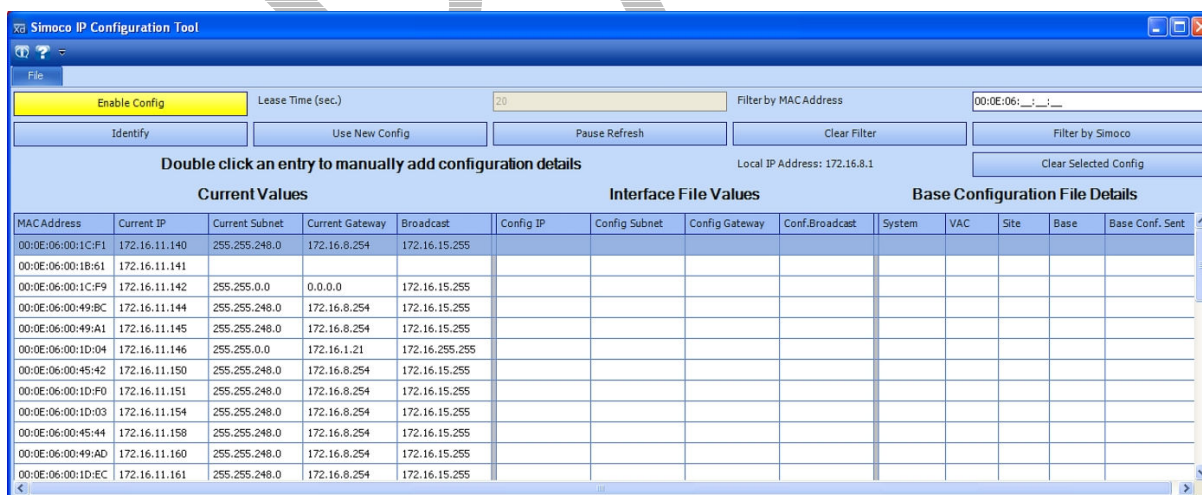 Simoco IP Configuration Tool
File
Enable Config Lease Time (sec.) 20 Filter by MAC Address 00:0E:06:__:__:__
Identify Use New Config Pause Refresh Clear Filter Filter by Simoco
Double click an entry to manually add configuration details Local IP Address: 172.16.8.1 Clear Selected Config
Current Values Interface File Values Base Configuration File Details
MAC Address Current IP Current Subnet Current Gateway Broadcast Config IP Config Subnet Config Gateway Conf.Broadcast System VAC Site Base Base Conf. Sent
00:0E:06:00:1C:F1 172.16.11.140 255.255.248.0 172.16.8.254 172.16.15.255
00:0E:06:00:1B:61 172.16.11.141
00:0E:06:00:1C:F9 172.16.11.142 255.255.0.0 0.0.0.0 172.16.15.255
00:0E:06:00:49:BC 172.16.11.144 255.255.248.0 172.16.8.254 172.16.15.255
00:0E:06:00:49:A1 172.16.11.145 255.255.248.0 172.16.8.254 172.16.15.255
00:0E:06:00:1D:04 172.16.11.146 255.255.0.0 172.16.1.21 172.16.255.255
00:0E:06:00:45:42 172.16.11.150 255.255.248.0 172.16.8.254 172.16.15.255
00:0E:06:00:1D:F0 172.16.11.151 255.255.248.0 172.16.8.254 172.16.15.255
00:0E:06:00:1D:03 172.16.11.154 255.255.248.0 172.16.8.254 172.16.15.255
00:0E:06:00:45:44 172.16.11.158 255.255.248.0 172.16.8.254 172.16.15.255
00:0E:06:00:49:AD 172.16.11.160 255.255.248.0 172.16.8.254 172.16.15.255
00:0E:06:00:1D:EC 172.16.11.161 255.255.248.0 172.16.8.254 172.16.15.255